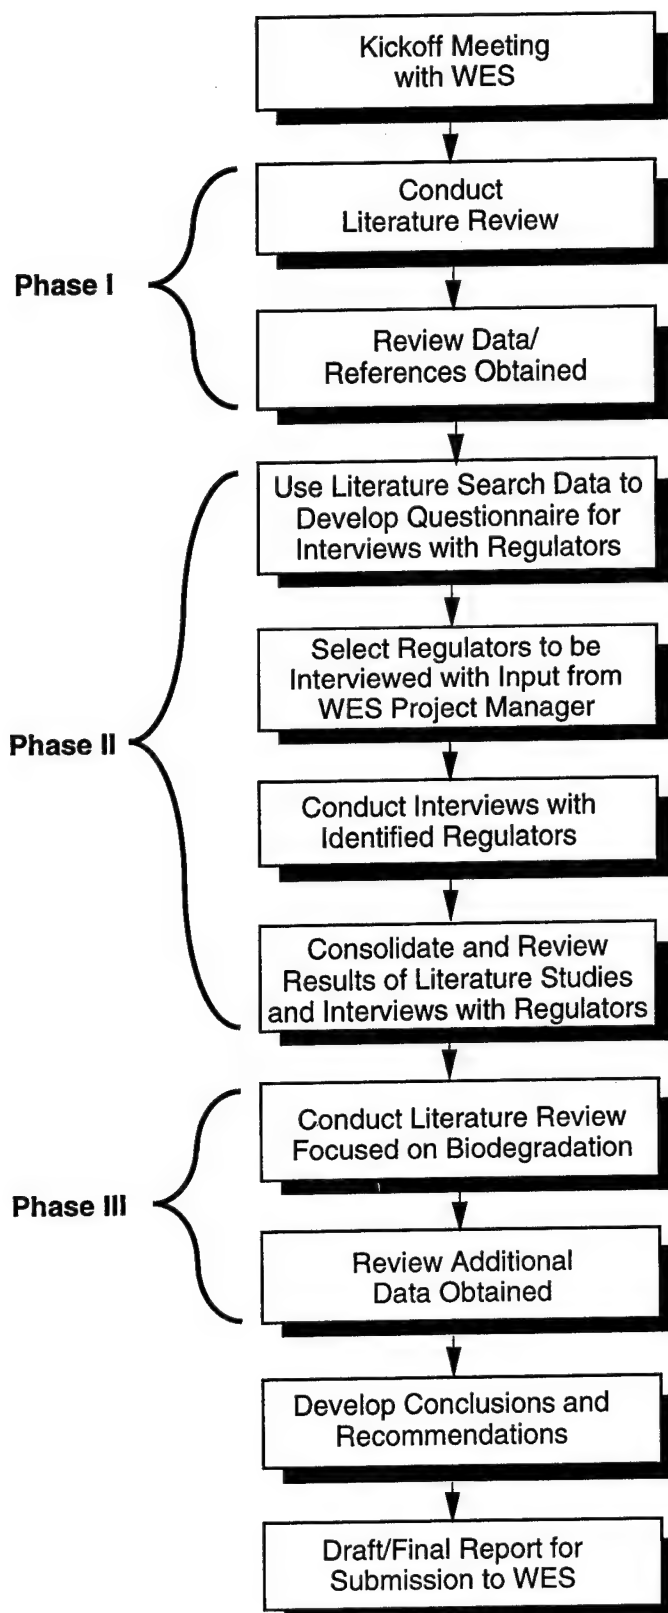 Kickoff Meeting
with WES
Phase I
Conduct
Literature Review
Review Data/
References Obtained
Phase II
Use Literature Search Data to
Develop Questionnaire for
Interviews with Regulators
Select Regulators to be
Interviewed with Input from
WES Project Manager
Conduct Interviews with
Identified Regulators
Consolidate and Review
Results of Literature Studies
and Interviews with Regulators
Phase III
Conduct Literature Review
Focused on Biodegradation
Review Additional
Data Obtained
Develop Conclusions and
Recommendations
Draft/Final Report for
Submission to WES